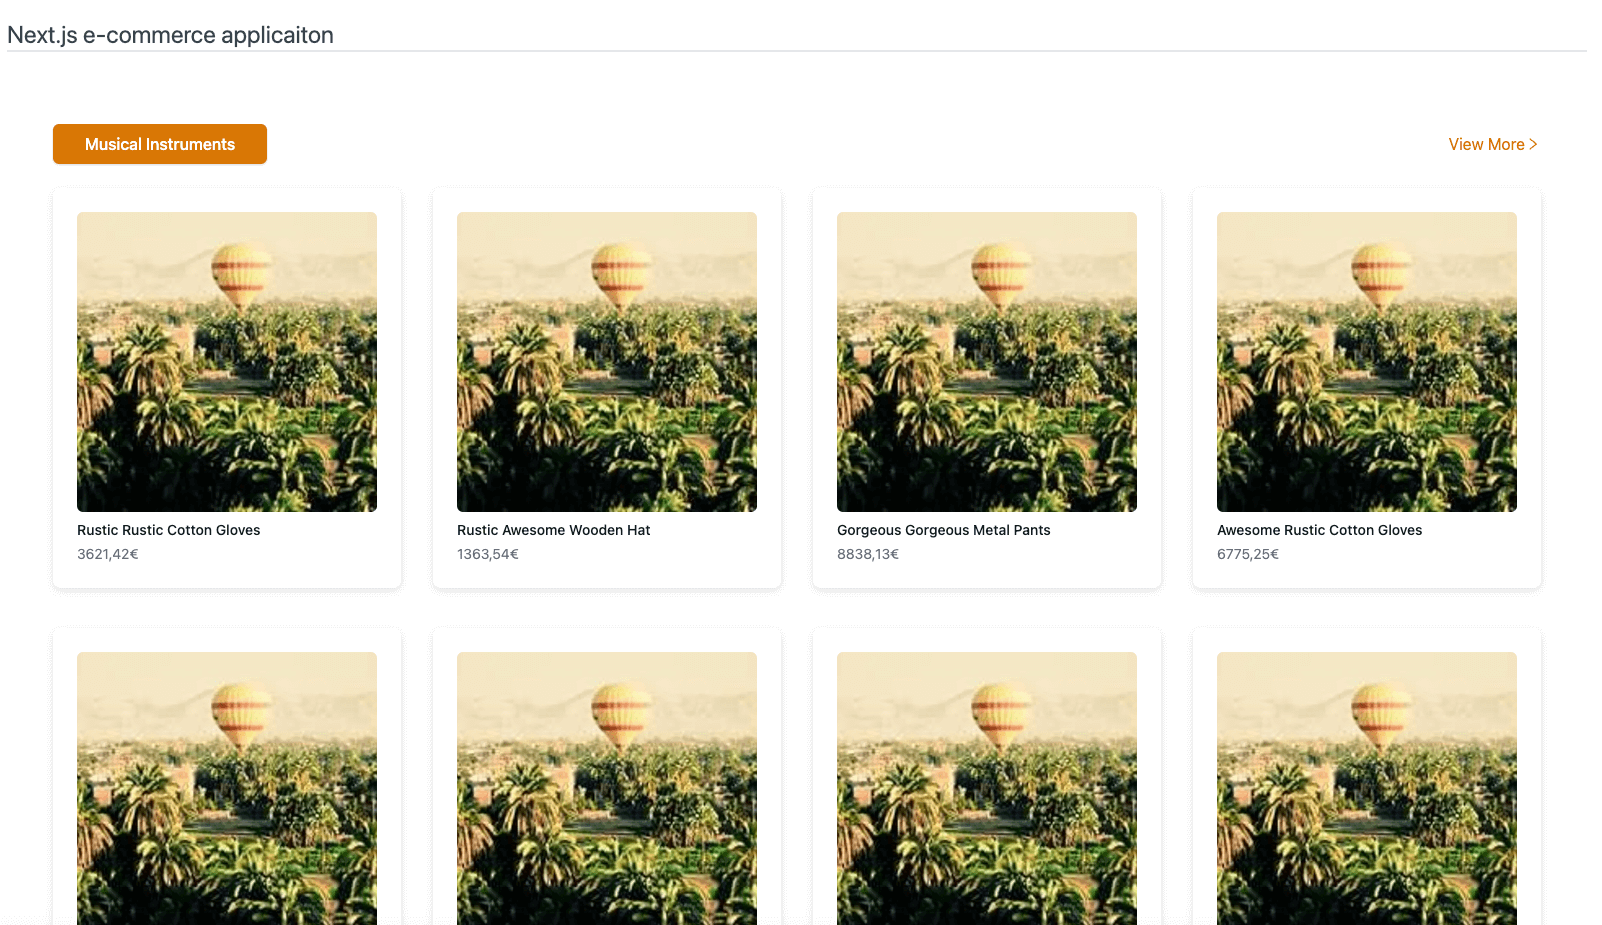 Next.js e-commerce applicaiton
Musical Instruments
View More >
Rustic Rustic Cotton Gloves
3621,42€
Rustic Awesome Wooden Hat
1363,54€
Gorgeous Gorgeous Metal Pants
8838,13€
Awesome Rustic Cotton Gloves
6775,25€